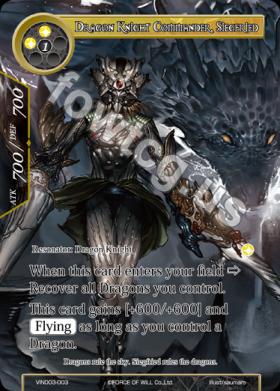 Dragon Knight Commander, Siegfried
1
ATK 700/DEF 700
fowtcg.us
Resonator: Dragon Knight
When this card enters your field ⇨
Recover all Dragons you control.
This card gains [+600/+600] and
Flying as long as you control a
Dragon.
Dragons rule the sky. Siegfried rules the dragons.
VIN003-003
©FORCE OF WILL Co.,Ltd.